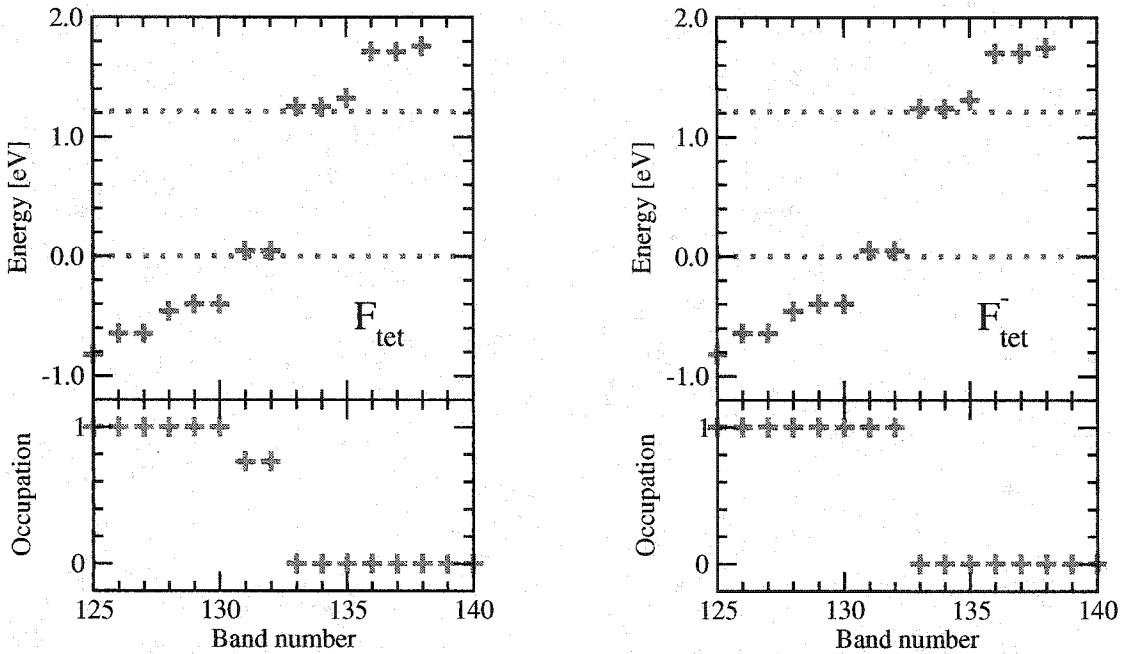 2.0
1.0
0.0
-1.0
Energy [eV]
F_tet
1
0
Occupation
125 130 135 140
Band number
2.0
1.0
0.0
-1.0
Energy [eV]
F^-_tet
1
0
Occupation
125 130 135 140
Band number